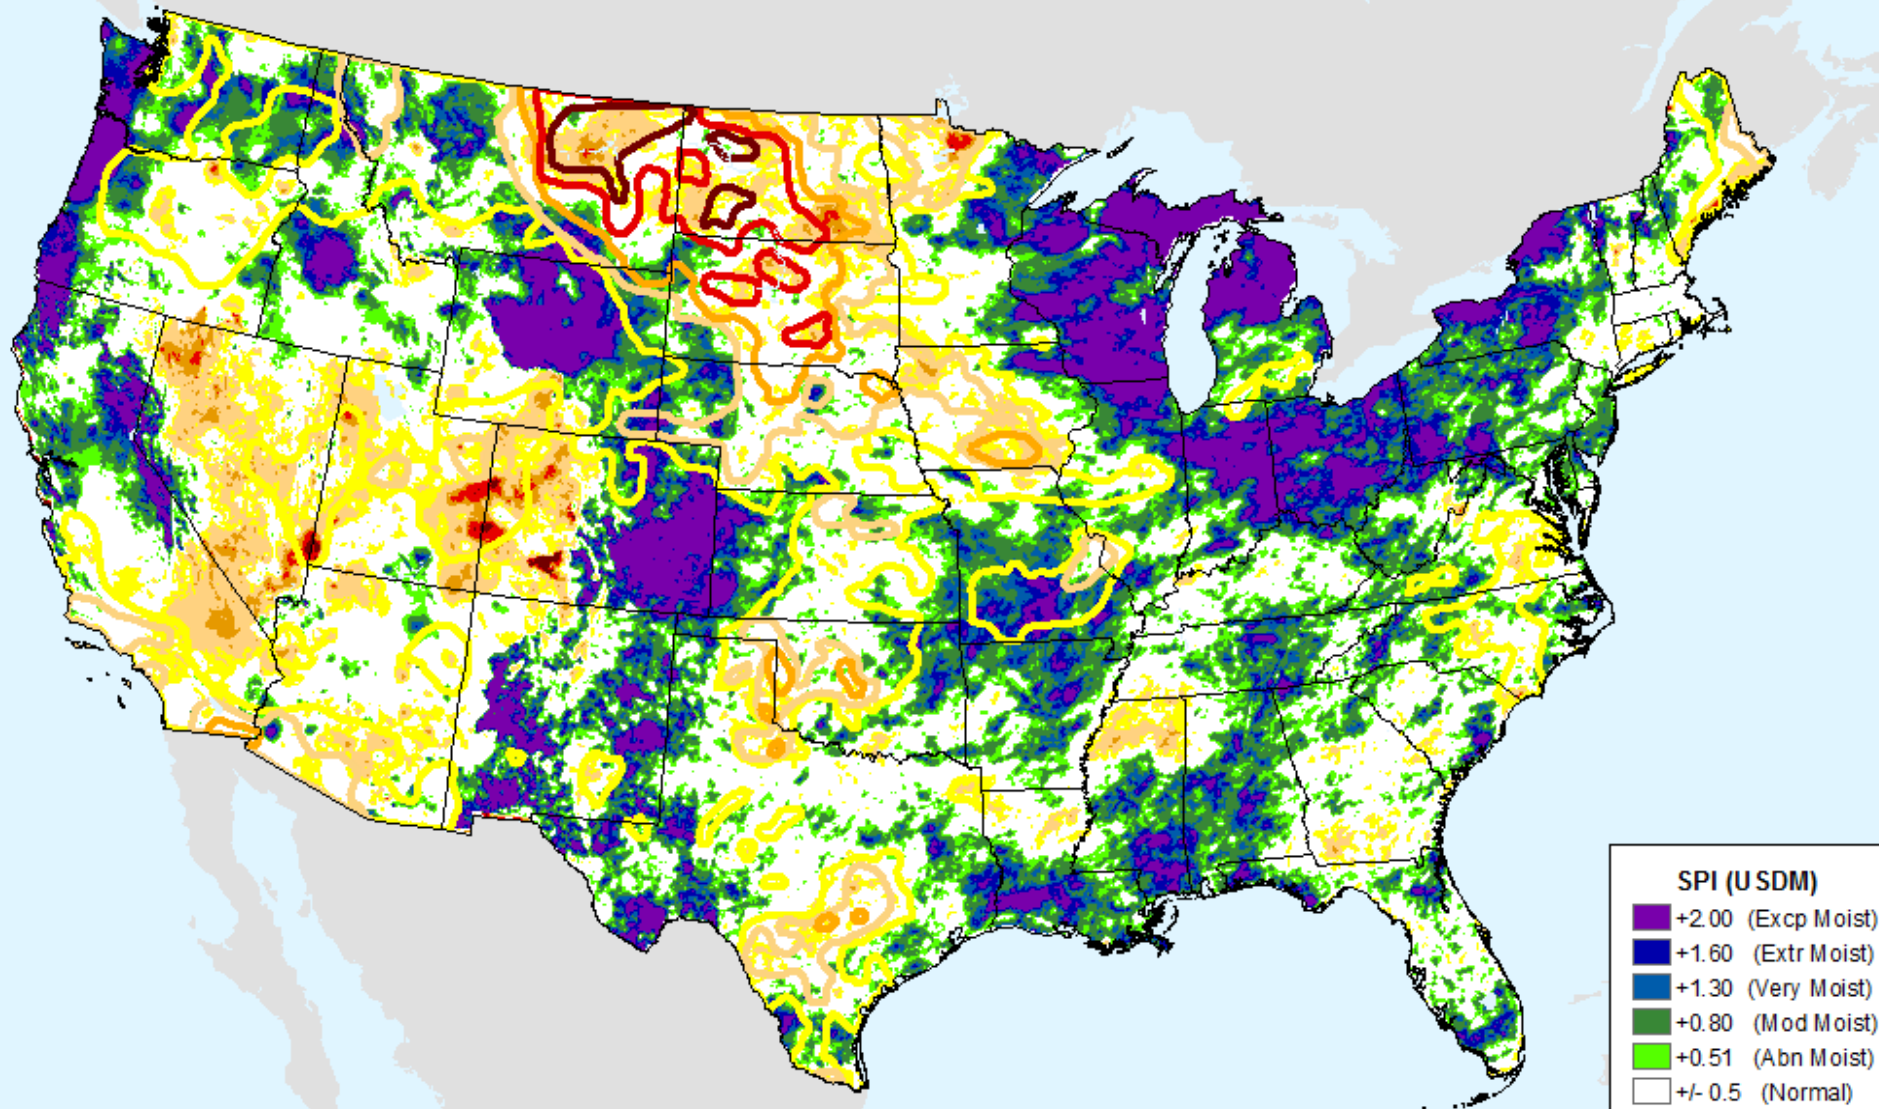 SPI (USDM)
+2.00 (Excp Moist)
+1.60 (Extr Moist)
+1.30 (Very Moist)
+0.80 (Mod Moist)
+0.51 (Abn Moist)
+/- 0.5 (Normal)